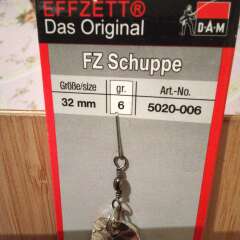 EFFZETT®
Das Original
D·A·M
FZ Schuppe
Größe/size gr. Art.-No.
32 mm 6 5020-006